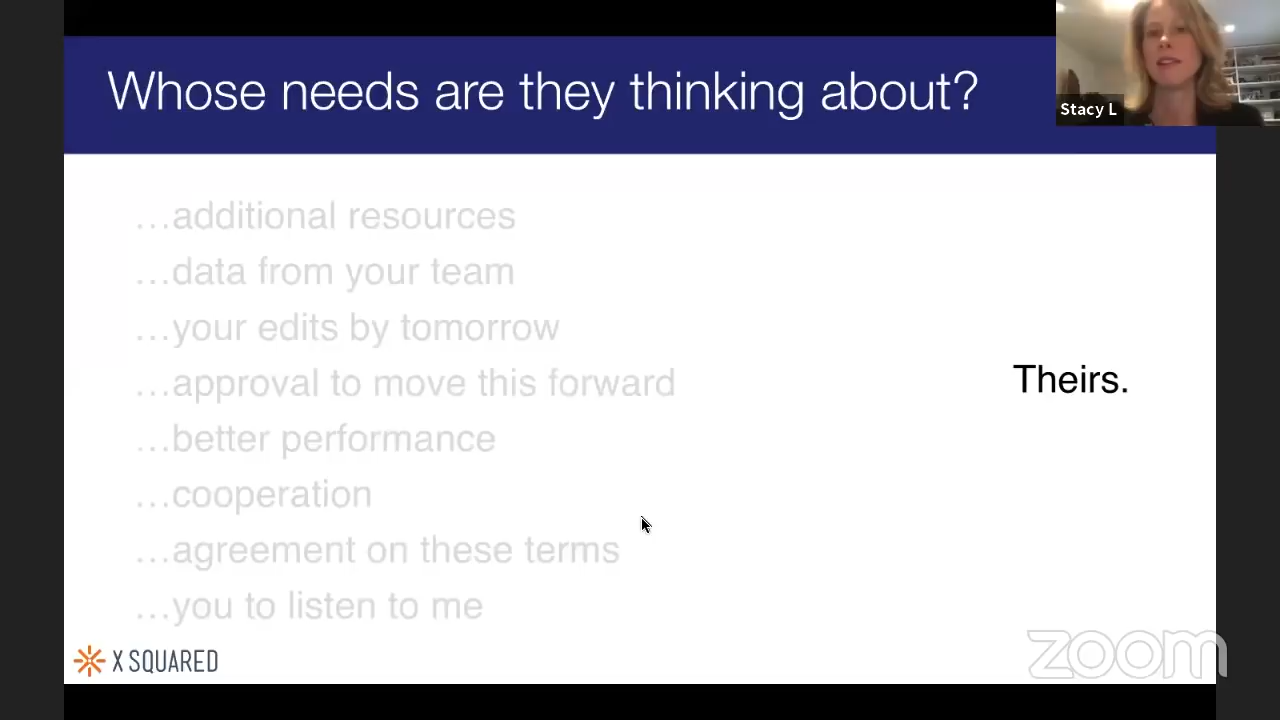 Whose needs are they thinking about?
Stacy L
…additional resources
…data from your team
…your edits by tomorrow
…approval to move this forward
Theirs.
…better performance
…cooperation
…agreement on these terms
…you to listen to me
X SQUARED
zoom